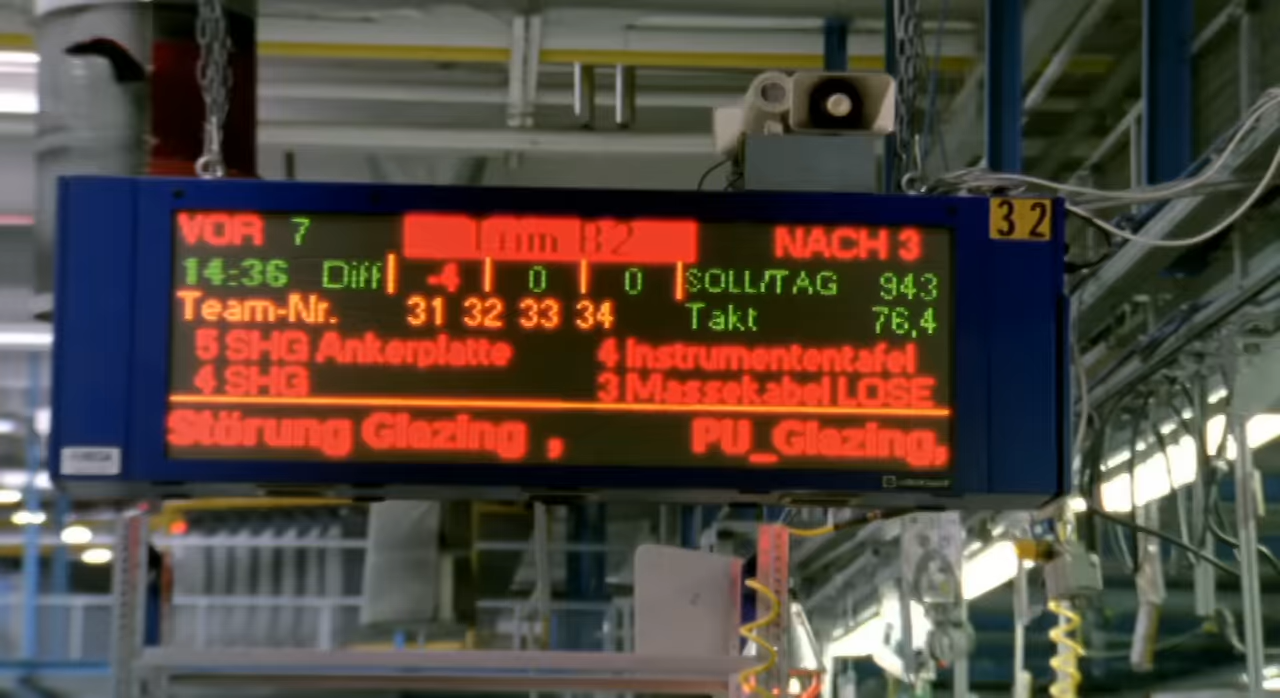 32
VOR 7 NACH 3
14:36 Diff -4 0 0 SOLL/TAG 943
Team-Nr. 31 32 33 34 Takt 76,4
5 SHG Ankerplatte 4 Instrumententafel
4 SHG 3 Massekabel LOSE
Störung Glazing , PU_Glazing,